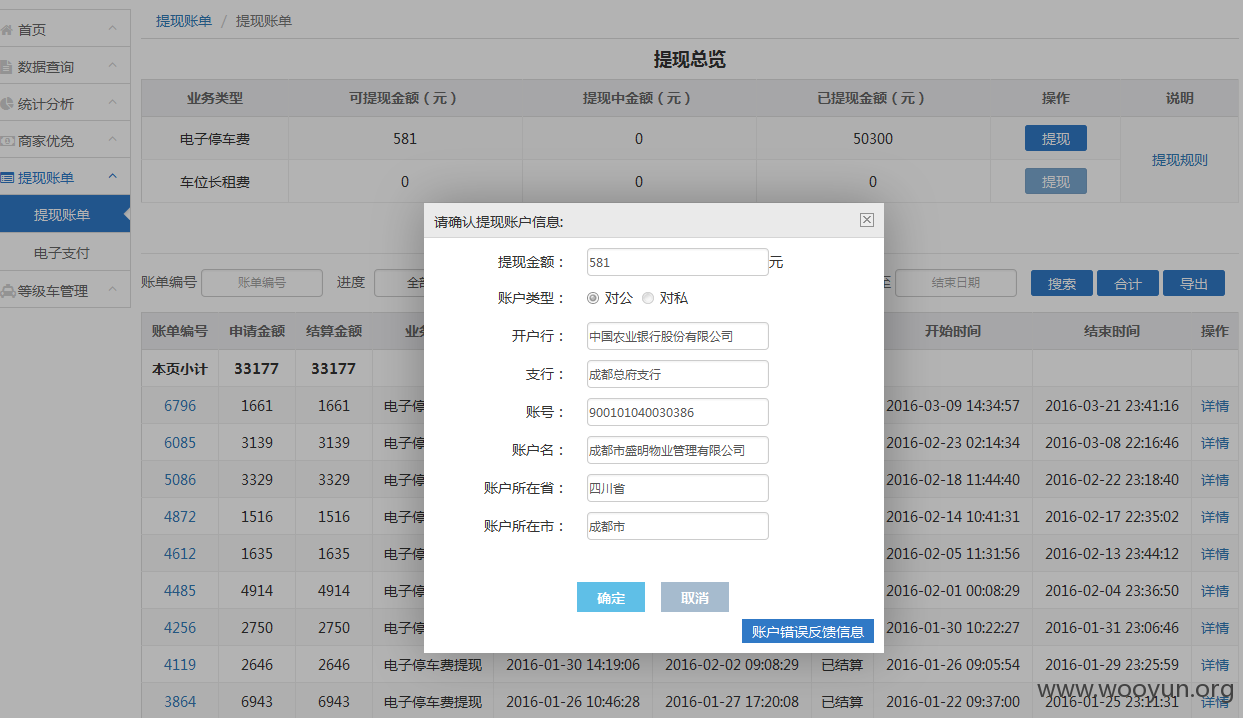 首页
数据查询
统计分析
商家优免
提现账单
提现账单
电子支付
等级车管理
提现账单 / 提现账单
提现总览
业务类型 可提现金额（元） 提现中金额（元） 已提现金额（元） 操作 说明
电子停车费 581 0 50300 提现 提现规则
车位长租费 0 0 0 提现
账单编号 账单编号 进度 至 结束日期 搜索 合计 导出
账单编号 申请金额 结算金额 开始时间 结束时间 操作
本页小计 33177 33177
6796 1661 1661 电子停 2016-03-09 14:34:57 2016-03-21 23:41:16 详情
6085 3139 3139 电子停 2016-02-23 02:14:34 2016-03-08 22:16:46 详情
5086 3329 3329 电子停 2016-02-18 11:44:40 2016-02-22 23:18:40 详情
4872 1516 1516 电子停 2016-02-14 10:41:31 2016-02-17 22:35:02 详情
4612 1635 1635 电子停 2016-02-05 11:31:56 2016-02-13 23:44:12 详情
4485 4914 4914 电子停 2016-02-01 00:08:29 2016-02-04 23:36:50 详情
4256 2750 2750 电子停 2016-01-30 10:22:27 2016-01-31 23:06:46 详情
4119 2646 2646 电子停车费提现 2016-01-30 14:19:06 2016-02-02 09:08:29 已结算 2016-01-26 09:05:54 2016-01-29 23:25:59 详情
3864 6943 6943 电子停车费提现 2016-01-26 10:46:28 2016-01-27 17:20:08 已结算 2016-01-22 09:37:00 2016-01-25 23:11:31 详情
请确认提现账户信息:
提现金额： 581 元
账户类型： 对公 对私
开户行： 中国农业银行股份有限公司
支行： 成都总府支行
账号： 900101040030386
账户名： 成都市盛明物业管理有限公司
账户所在省： 四川省
账户所在市： 成都市
确定 取消
账户错误反馈信息
www.wooyun.org